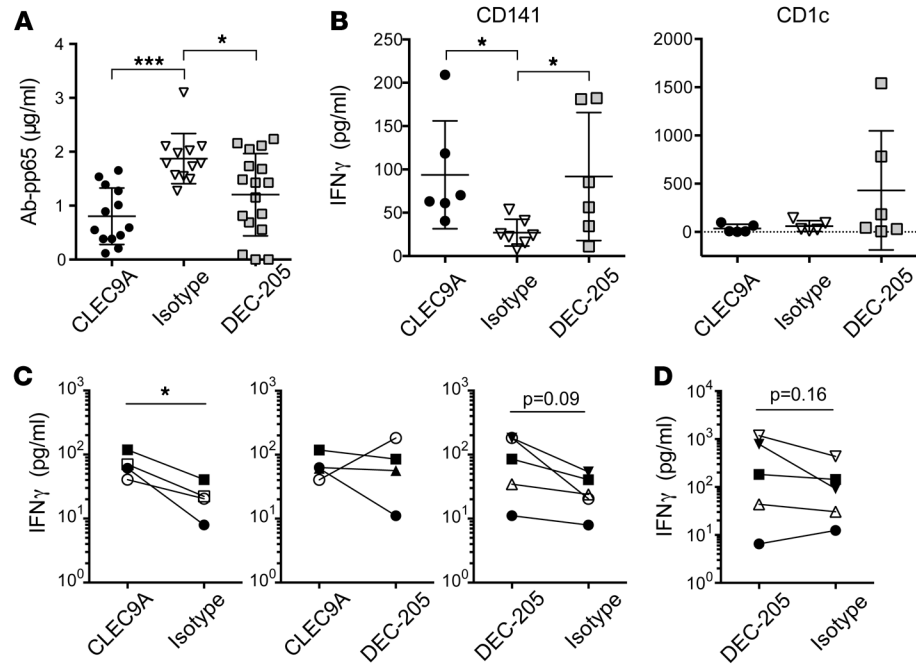 A
Ab-pp65 (µg/ml)
4
3
2
1
0
***
*
CLEC9A
Isotype
DEC-205
B
CD141
IFNγ (pg/ml)
250
200
150
100
50
0
*
*
CLEC9A
Isotype
DEC-205
CD1c
2000
1500
1000
500
0
CLEC9A
Isotype
DEC-205
C
IFNγ (pg/ml)
10³
10²
10¹
10⁰
*
CLEC9A
Isotype
10³
10²
10¹
10⁰
CLEC9A
DEC-205
10³
10²
10¹
10⁰
p=0.09
DEC-205
Isotype
D
IFNγ (pg/ml)
10⁴
10³
10²
10¹
10⁰
p=0.16
DEC-205
Isotype